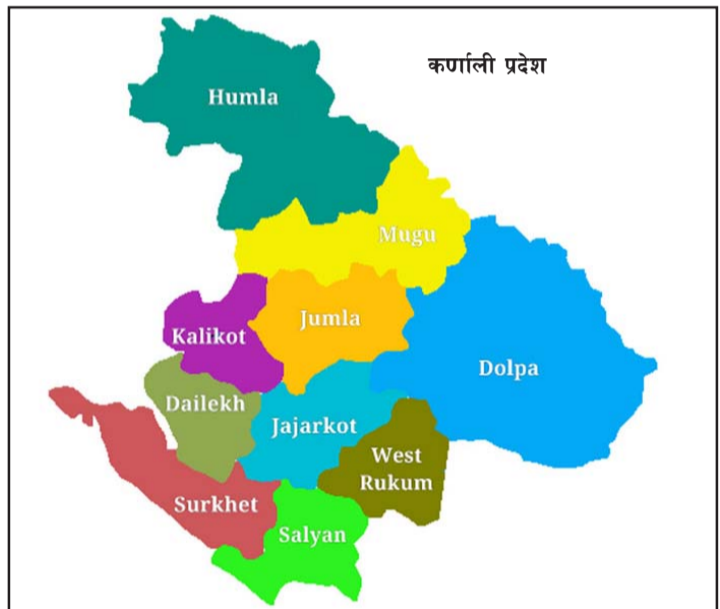 कर्णाली प्रदेश
Humla
Mugu
Jumla
Kalikot
Dolpa
Dailekh
Jajarkot
West
Rukum
Surkhet
Salyan